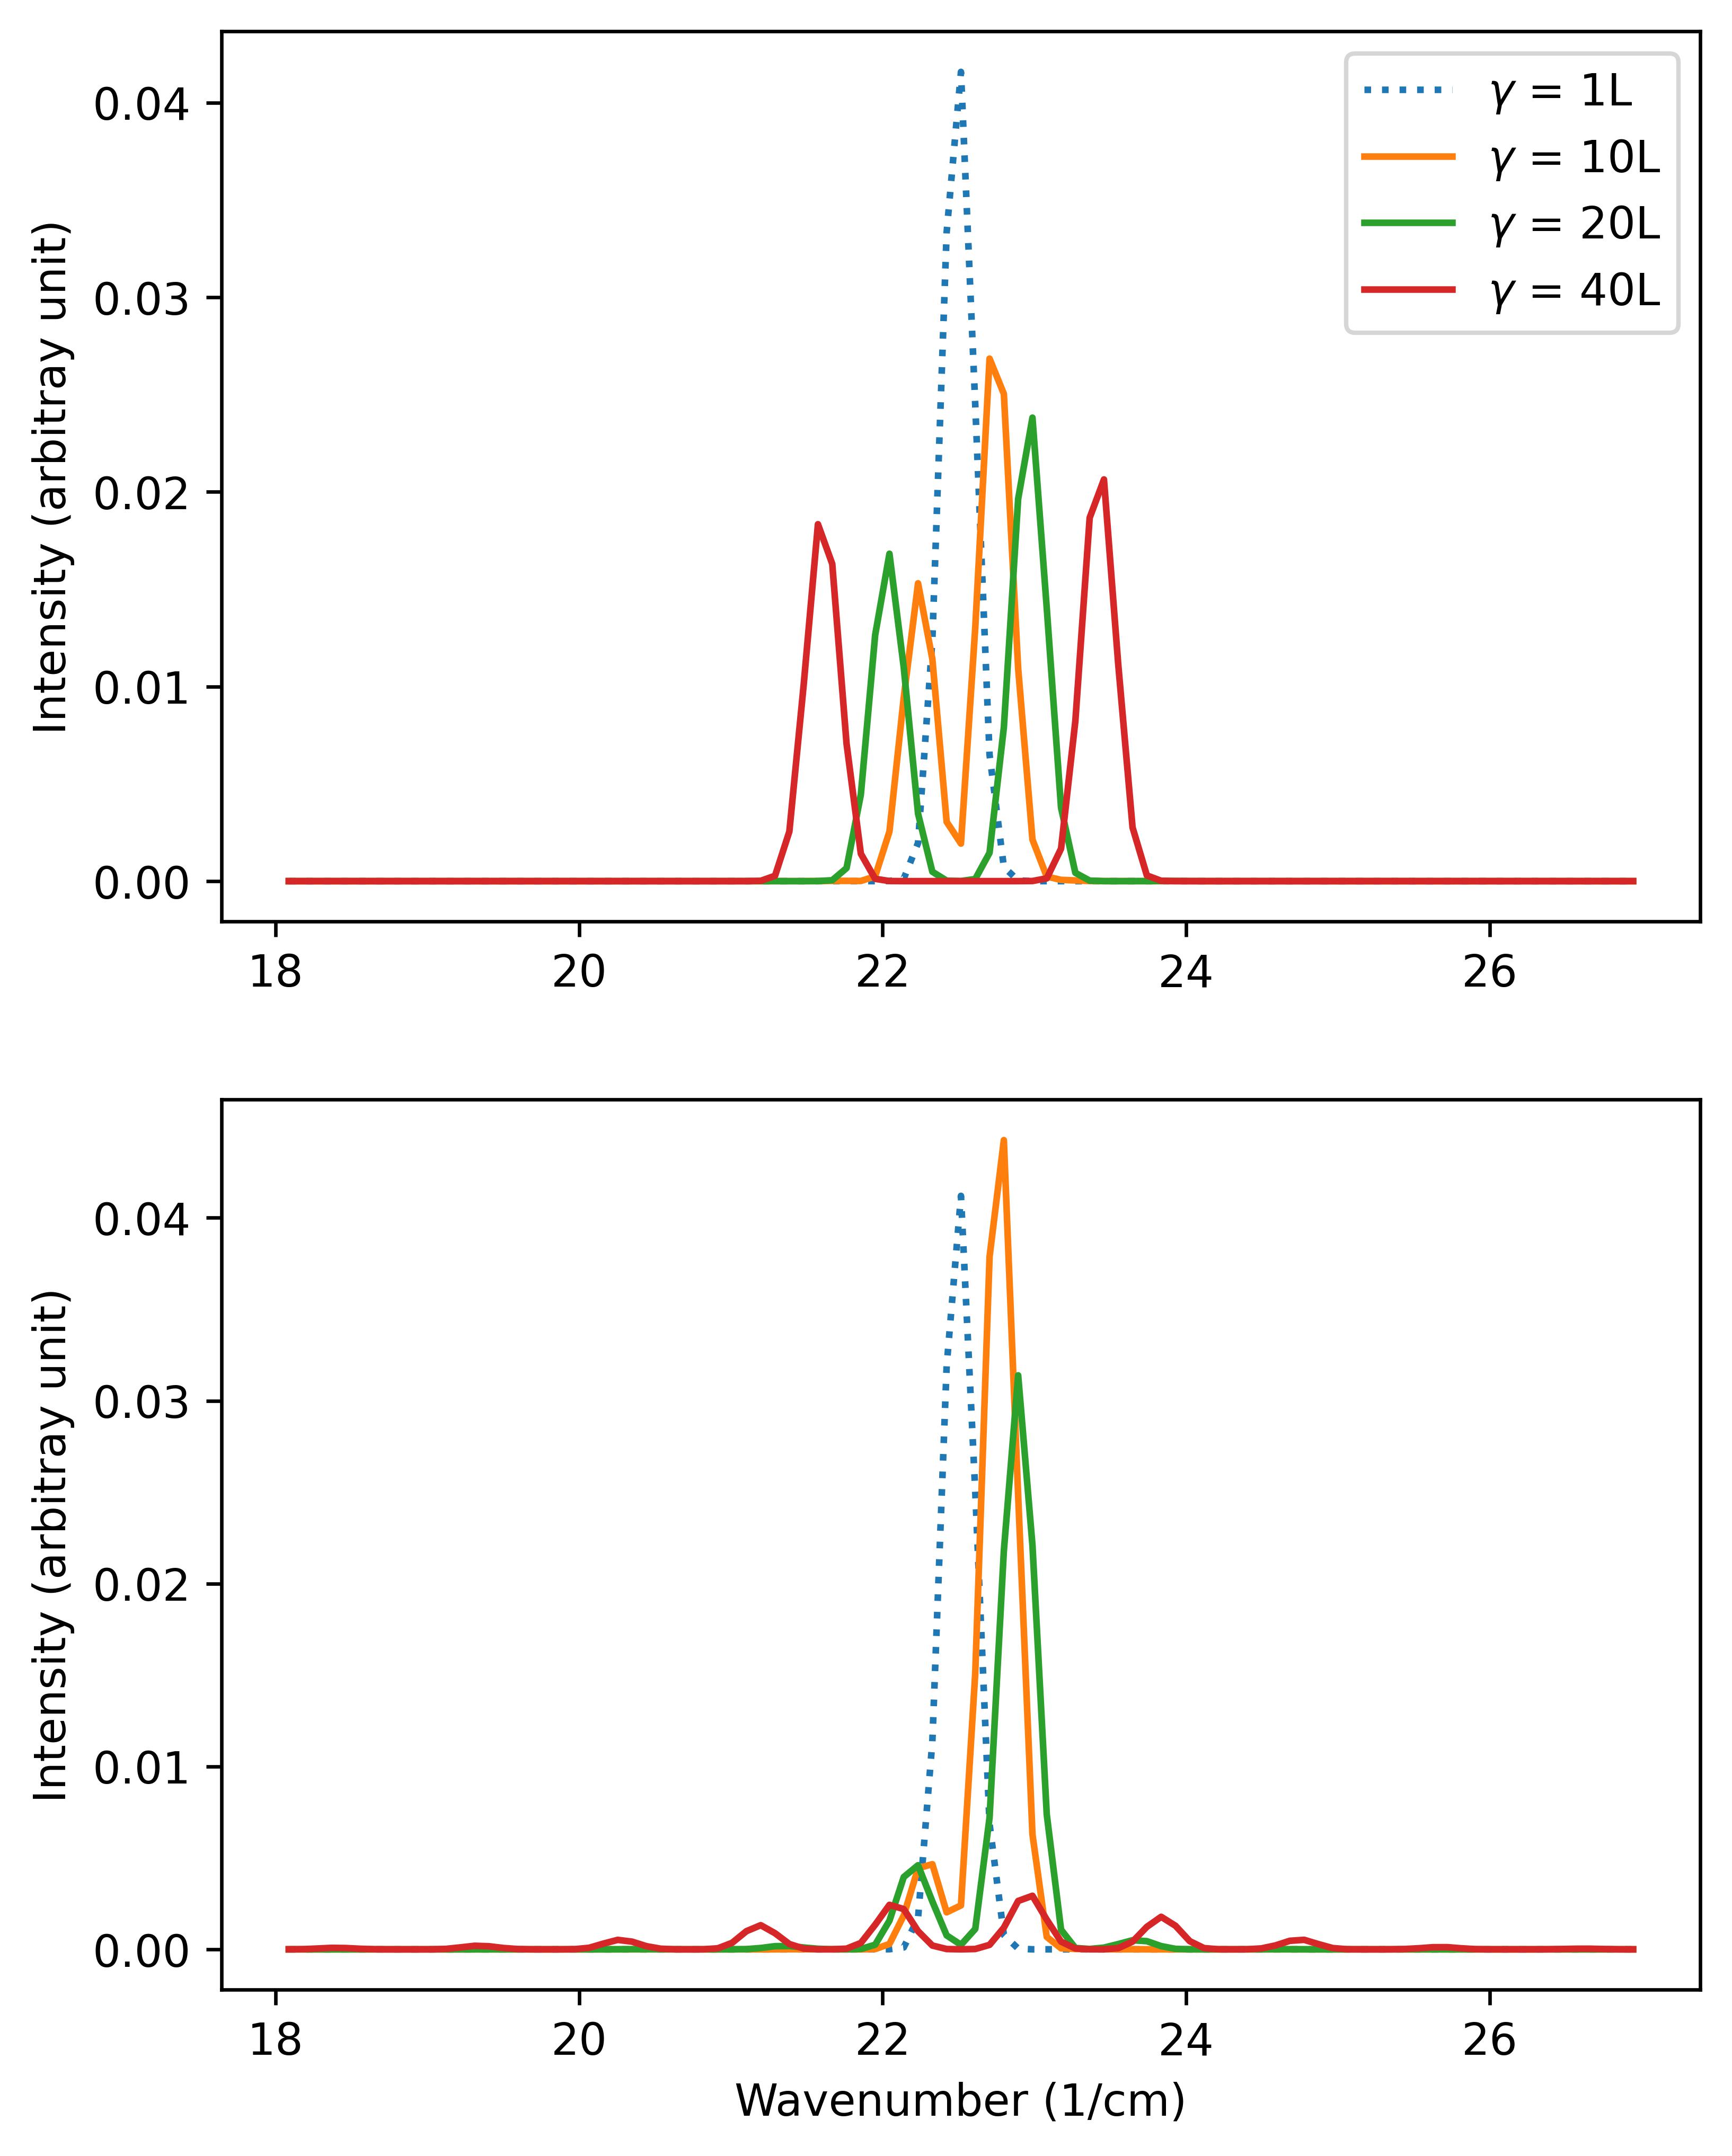 Intensity (arbitray unit)
0.04
0.03
0.02
0.01
0.00
γ = 1L
γ = 10L
γ = 20L
γ = 40L
18 20 22 24 26
Intensity (arbitray unit)
0.04
0.03
0.02
0.01
0.00
18 20 22 24 26
Wavenumber (1/cm)